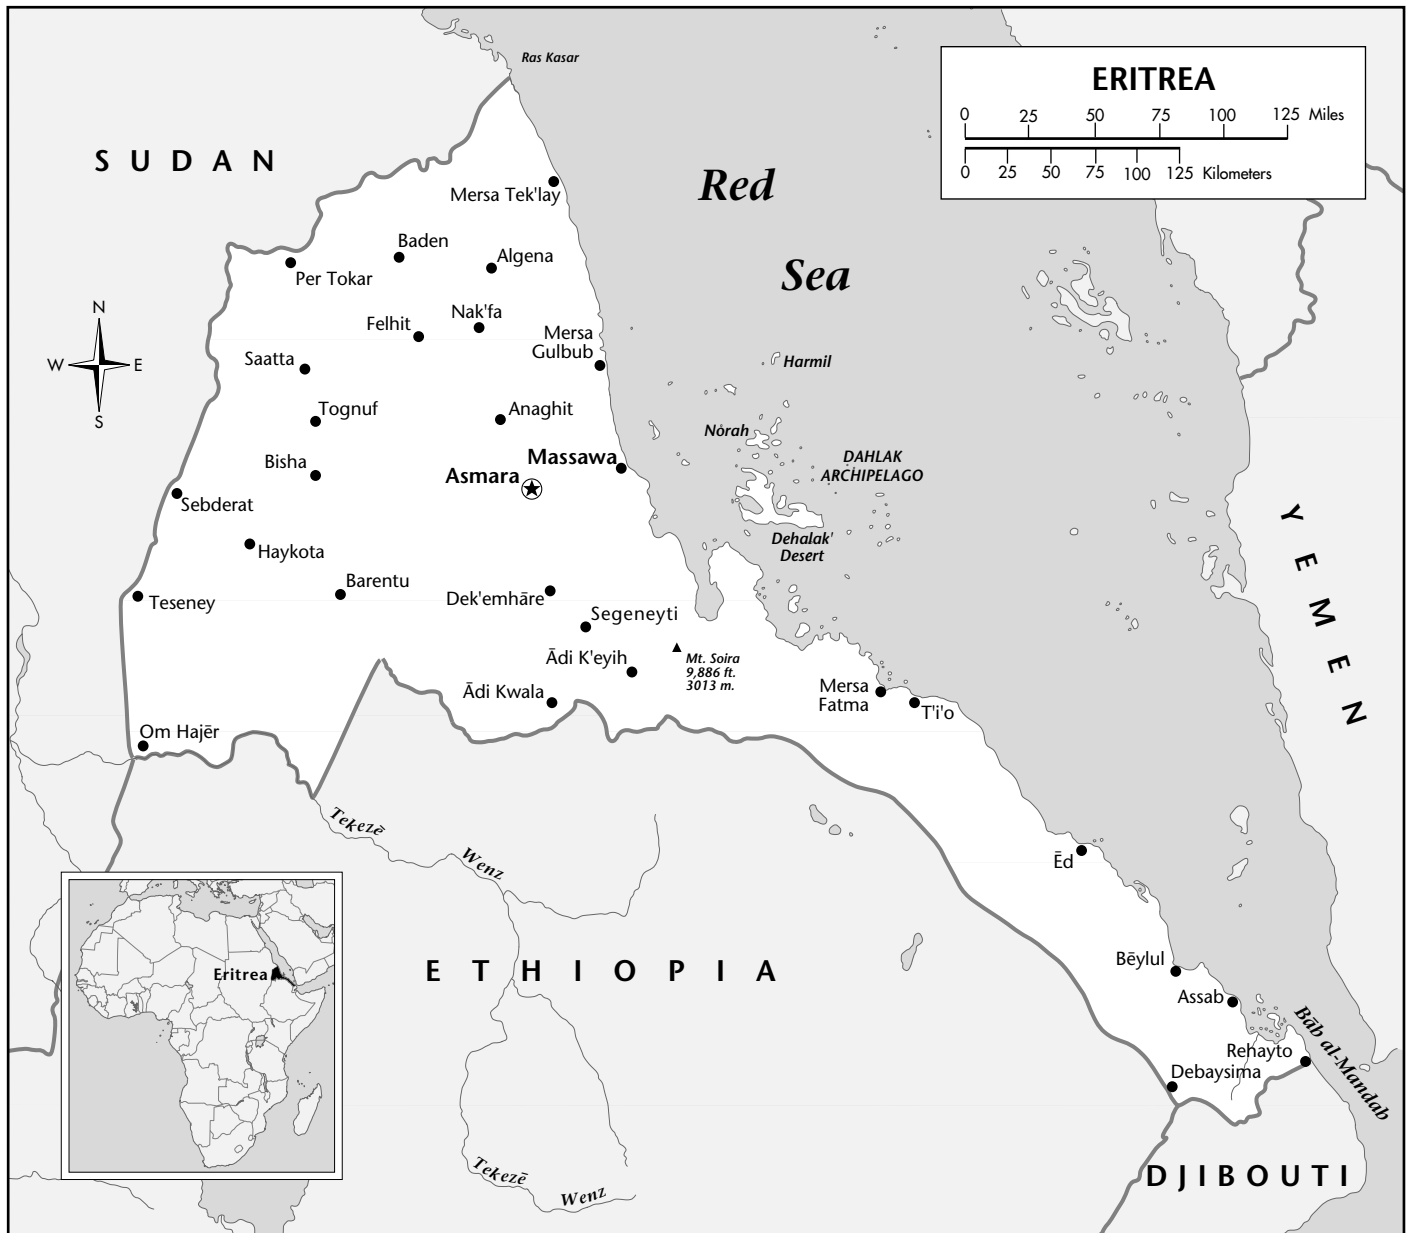 Ras Kasar
ERITREA
0 25 50 75 100 125 Miles
0 25 50 75 100 125 Kilometers
SUDAN
Red
Sea
Mersa Tek'lay
Baden
Algena
Per Tokar
Nak'fa
Felhit
Mersa
Gulbub
N
W E
S
Saatta
Harmil
Tognuf
Anaghit
Nòrah
Massawa
DAHLAK
ARCHIPELAGO
Bisha
Asmara
Sebderat
YEMEN
Dehalak'
Desert
Haykota
Barentu
Dek'emhāre
Teseney
Segeneyti
Ādi K'eyih
Mt. Soira
9,886 ft.
3013 m.
Ādi Kwala
Mersa
Fatma
T'i'o
Om Hajēr
Tekezē
Wenz
Ēd
ETHIOPIA
Eritrea
Bēylul
Assab
Bāb al-Mandab
Rehayto
Debaysima
DJIBOUTI
Tekezē
Wenz